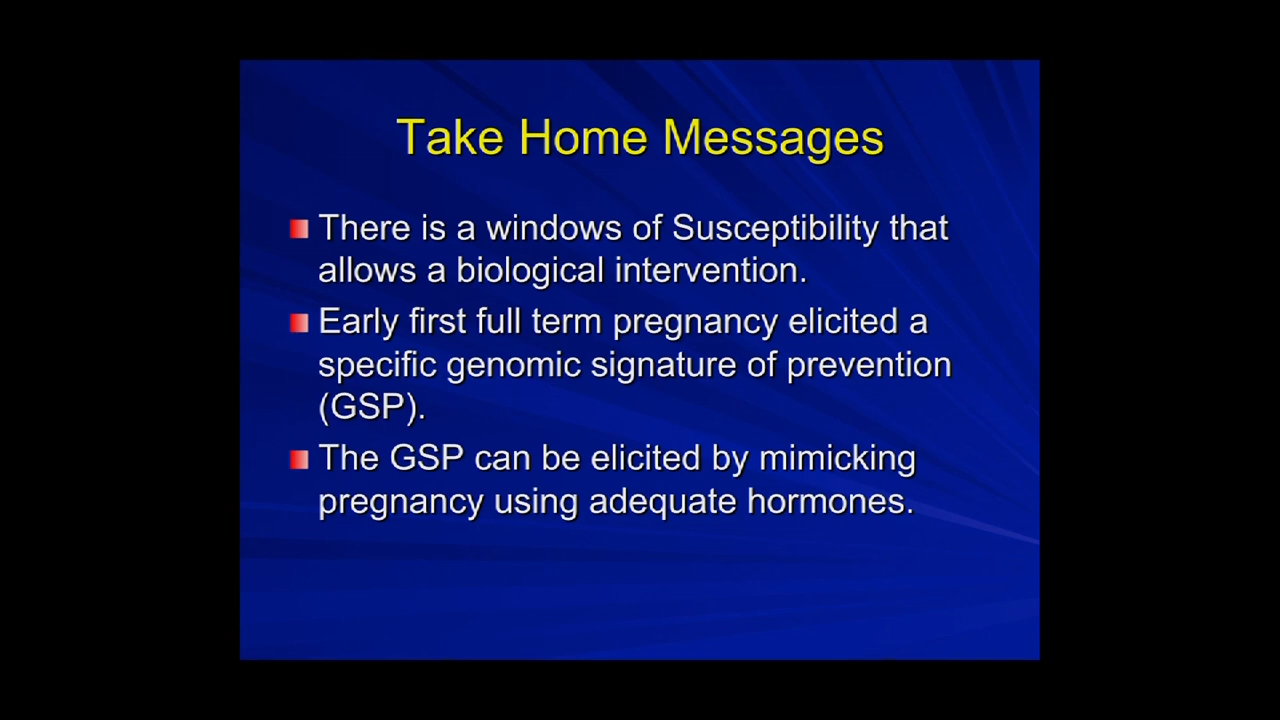 Take Home Messages
There is a windows of Susceptibility that
allows a biological intervention.
Early first full term pregnancy elicited a
specific genomic signature of prevention
(GSP).
The GSP can be elicited by mimicking
pregnancy using adequate hormones.